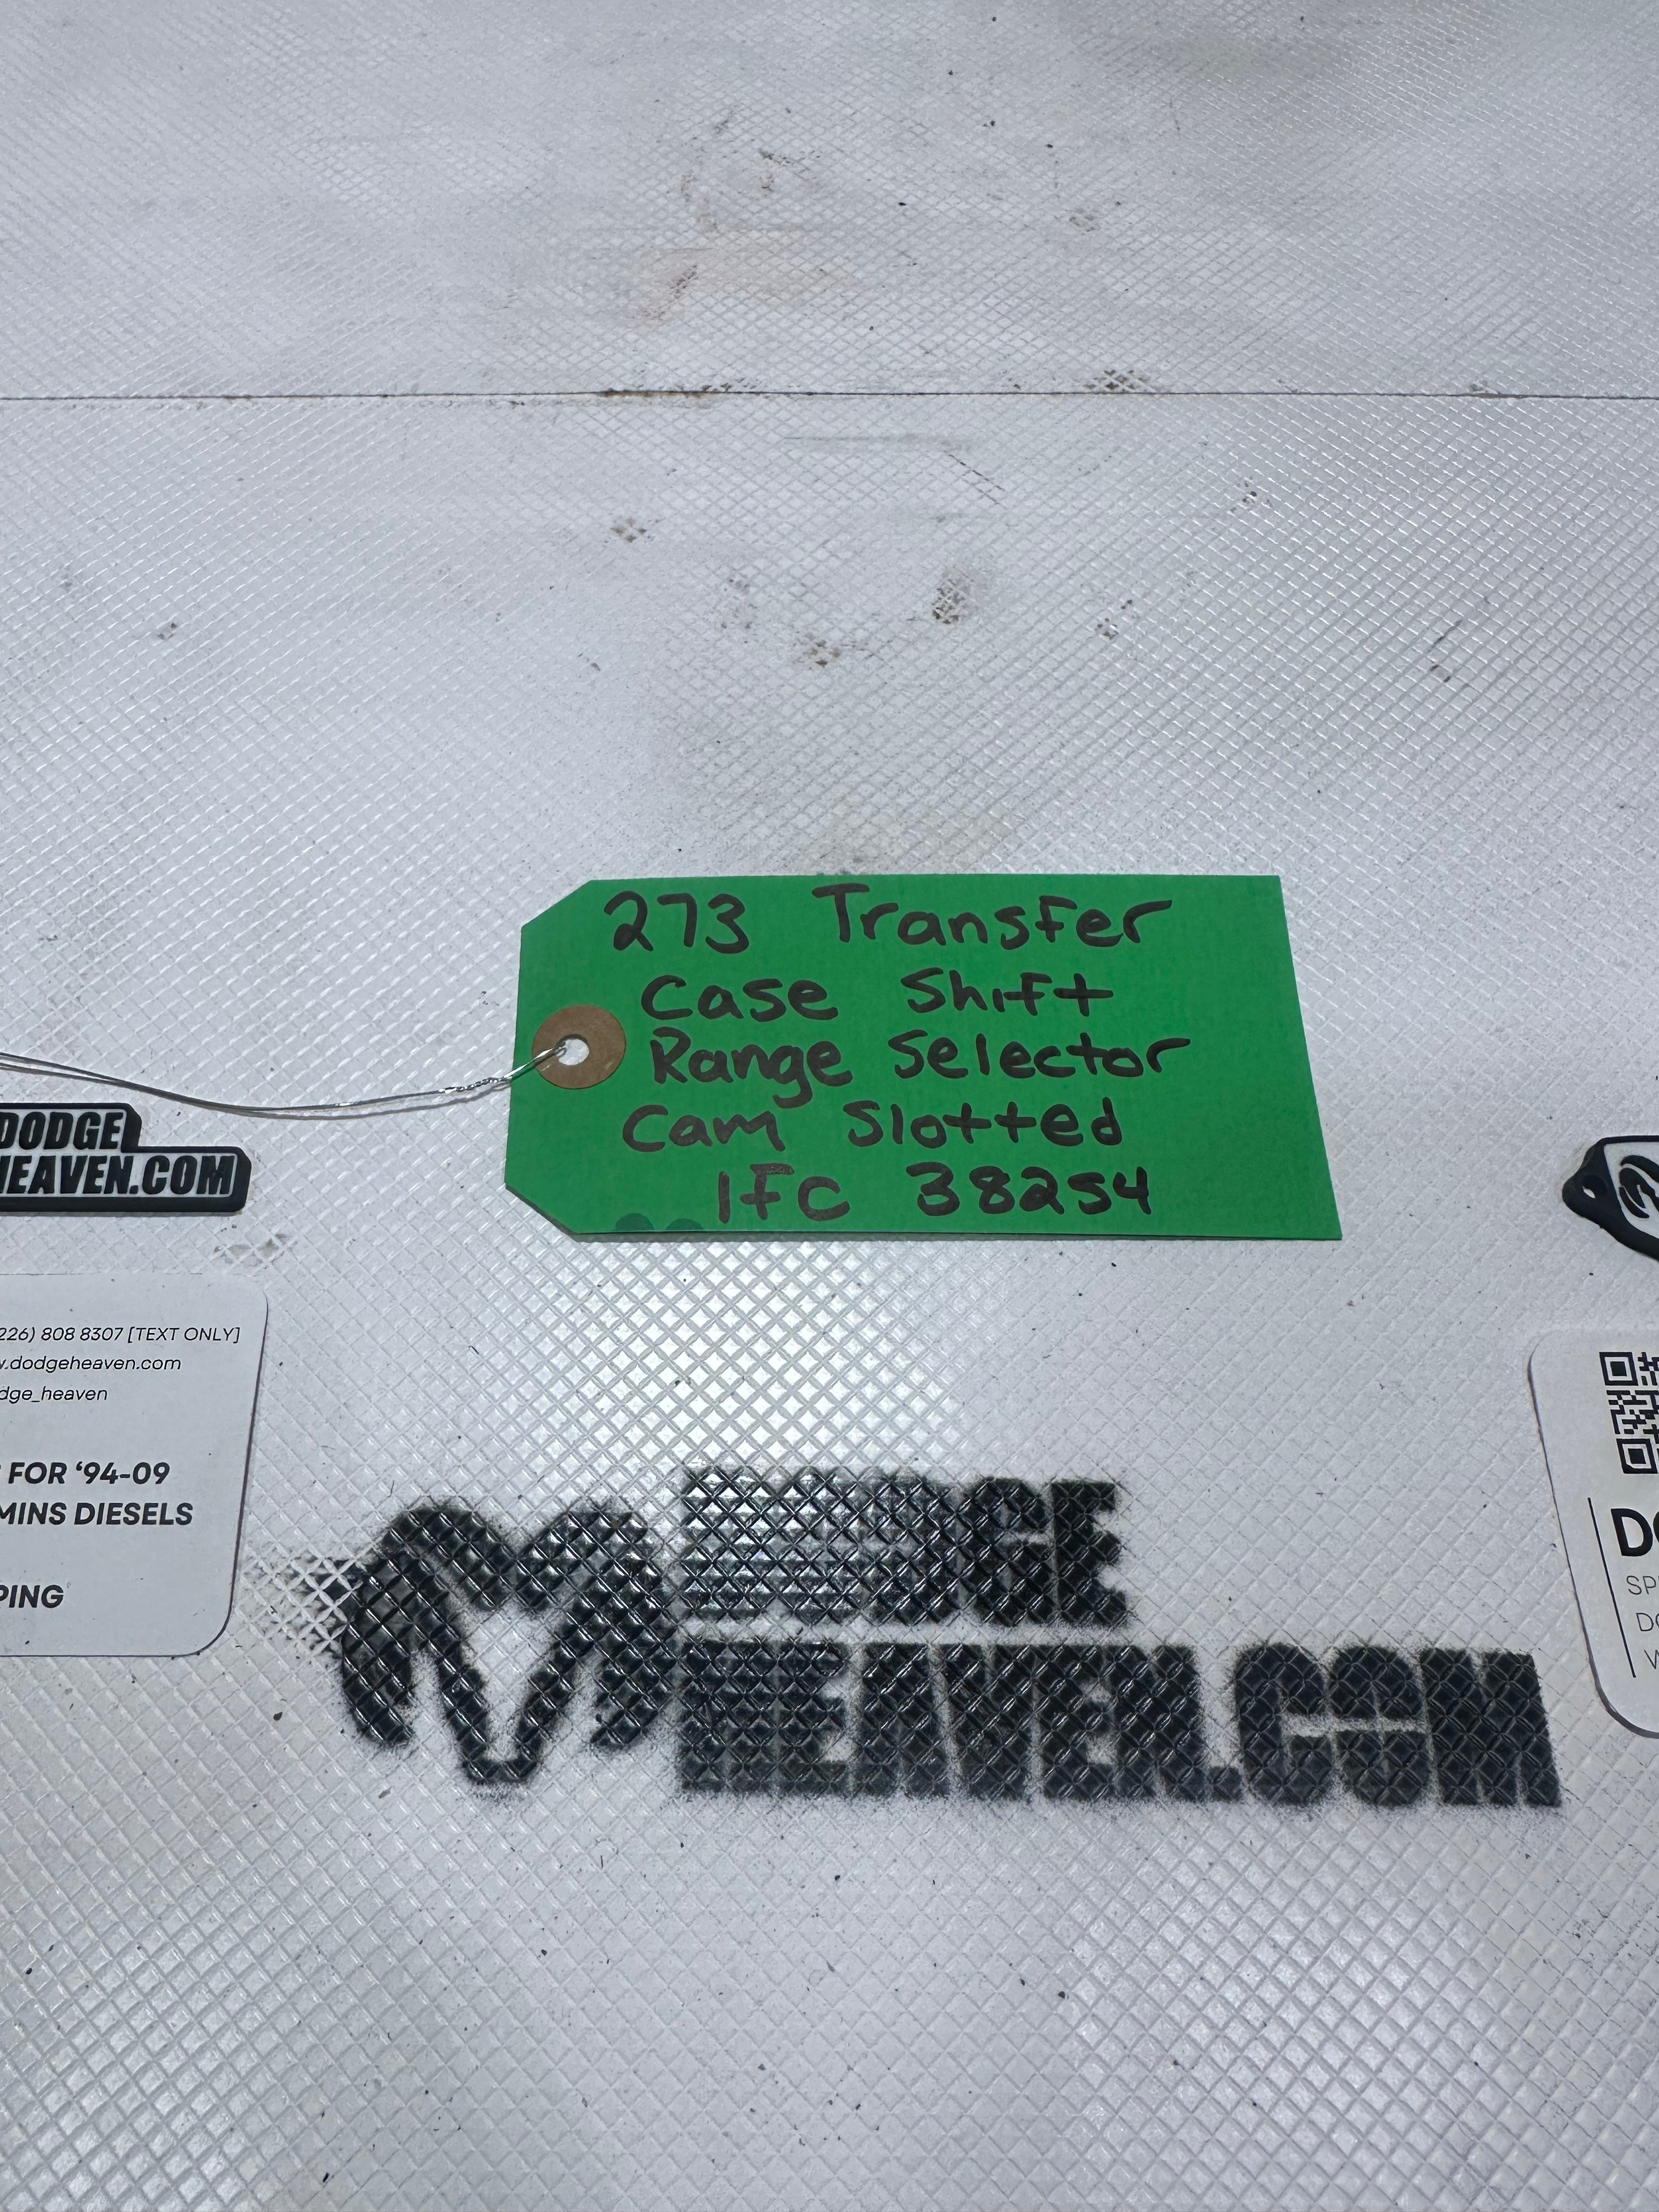 273 Transfer
Case Shift
Range Selector
Cam Slotted
IFC 38254
DODGE
HEAVEN.COM
226) 808 8307 [TEXT ONLY]
w.dodgeheaven.com
dge_heaven
FOR ‘94-09
MINS DIESELS
PING
DODGE
HEAVEN.COM